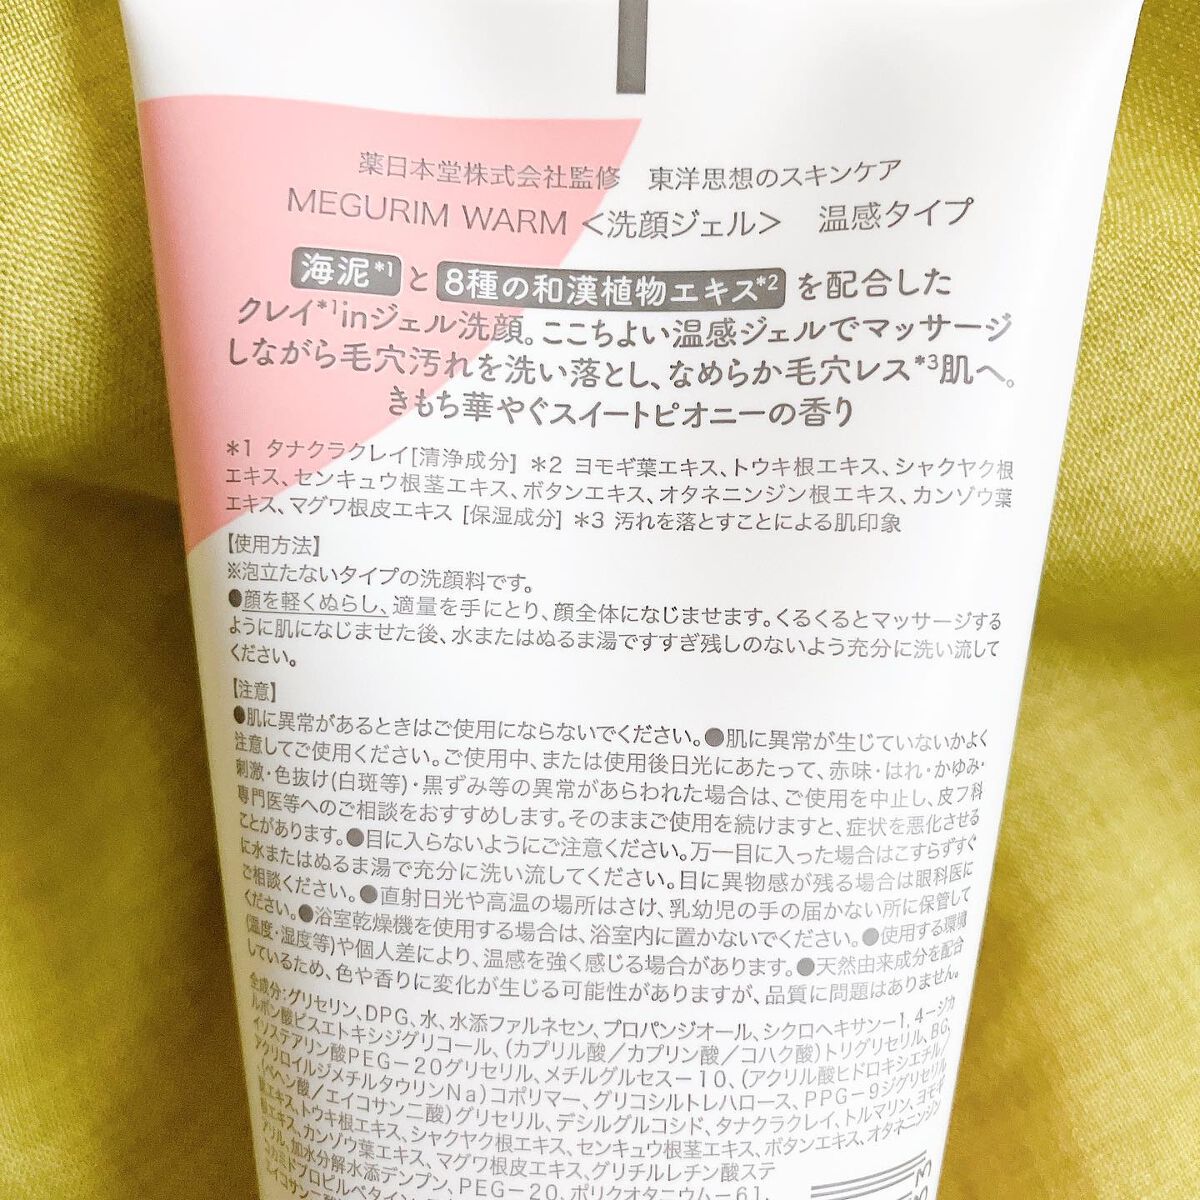 薬日本堂株式会社監修　東洋思想のスキンケア
MEGURIM WARM＜洗顔ジェル＞　温感タイプ
海泥*1と8種の和漢植物エキス*2を配合した
クレイ*1inジェル洗顔。ここちよい温感ジェルでマッサージ
しながら毛穴汚れを洗い落とし、なめらか毛穴レス*3肌へ。
きもち華やぐスイートピオニーの香り
*1 タナクラクレイ[清浄成分] *2 ヨモギ葉エキス、トウキ根エキス、シャクヤク根
エキス、センキュウ根茎エキス、ボタンエキス、オタネニンジン根エキス、カンゾウ葉
エキス、マグワ根皮エキス [保湿成分] *3 汚れを落とすことによる肌印象
【使用方法】
※泡立たないタイプの洗顔料です。
●顔を軽くぬらし、適量を手にとり、顔全体になじませます。くるくるとマッサージする
ように肌になじませた後、水またはぬるま湯ですすぎ残しのないよう充分に洗い流して
ください。
【注意】
●肌に異常があるときはご使用にならないでください。●肌に異常が生じていないかよく
注意してご使用ください。ご使用中、または使用後日光にあたって、赤味・はれ・かゆみ・
刺激・色抜け(白斑等)・黒ずみ等の異常があらわれた場合は、ご使用を中止し、皮フ科
専門医等へのご相談をおすすめします。そのままご使用を続けますと、症状を悪化させる
ことがあります。●目に入らないようにご注意ください。万一目に入った場合はこすらずすぐ
に水またはぬるま湯で充分に洗い流してください。目に異物感が残る場合は眼科医に
ご相談ください。●直射日光や高温の場所はさけ、乳幼児の手の届かない所に保管して
ください。●浴室乾燥機を使用する場合は、浴室内に置かないでください。●使用する環境
(温度・湿度等)や個人差により、温感を強く感じる場合があります。●天然由来成分を配合
しているため、色や香りに変化が生じる可能性がありますが、品質に問題はありません。
全成分:グリセリン、DPG、水、水添ファルネセン、プロパンジオール、シクロヘキサン-1,4-ジカ
ルボン酸ビスエトキシジグリコール、(カプリル酸/カプリン酸/コハク酸)トリグリセリル、BG、
イソステアリン酸PEG-20グリセリル、メチルグルセス-10、(アクリル酸ヒドロキシエチル/
アクリロイルジメチルタウリンNa)コポリマー、グリコシルトレハロース、PPG-9ジグリセリル
、(ベヘン酸/エイコサン二酸)グリセリル、デシルグルコシド、タナクラクレイ、トルマリン、ヨモギ
葉エキス、トウキ根エキス、シャクヤク根エキス、センキュウ根茎エキス、ボタンエキス、オタネニンジン
根エキス、カンゾウ葉エキス、マグワ根皮エキス、グリチルレチン酸ステ
アリル、加水分解水添デンプン、PEG-20、ポリクオタニウム-61、
コカミドプロピルベタイン、
エイコサン二酸